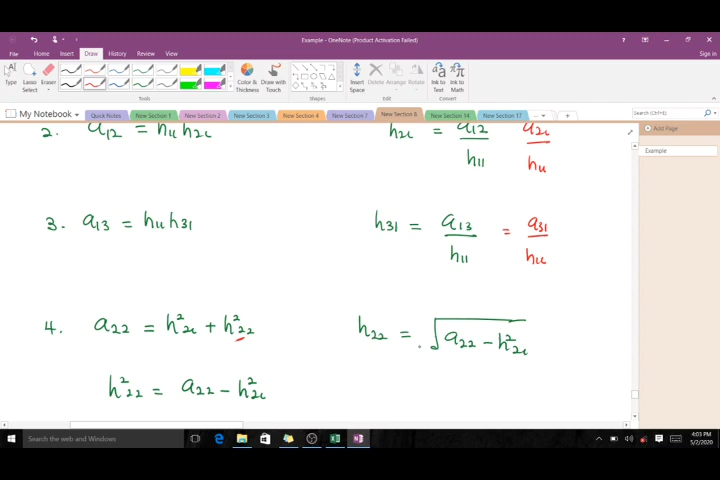 Example - OneNote (Product Activation Failed)
Sign in
File Home Insert Draw History Review View
Type Lasso Select Eraser Color & Thickness Draw with Touch Shapes Insert Space Delete Arrange Rotate Ink to Text Ink to Math
Tools Shapes Edit Convert
My Notebook Quick Notes New Section 1 New Section 2 New Section 3 New Section 4 New Section 7 New Section 8 New Section 14 New Section 17 Search (Ctrl+E)
Add Page
Example
2. a12 = h11 h21 h21 = a12/h11 a21/h11
3. a13 = h11 h31 h31 = a13/h11 = a31/h11
4. a22 = h²21 + h²22 h22 = √(a22 − h²21)
h²22 = a22 − h²21
Search the web and Windows
4:03 PM
5/2/2020